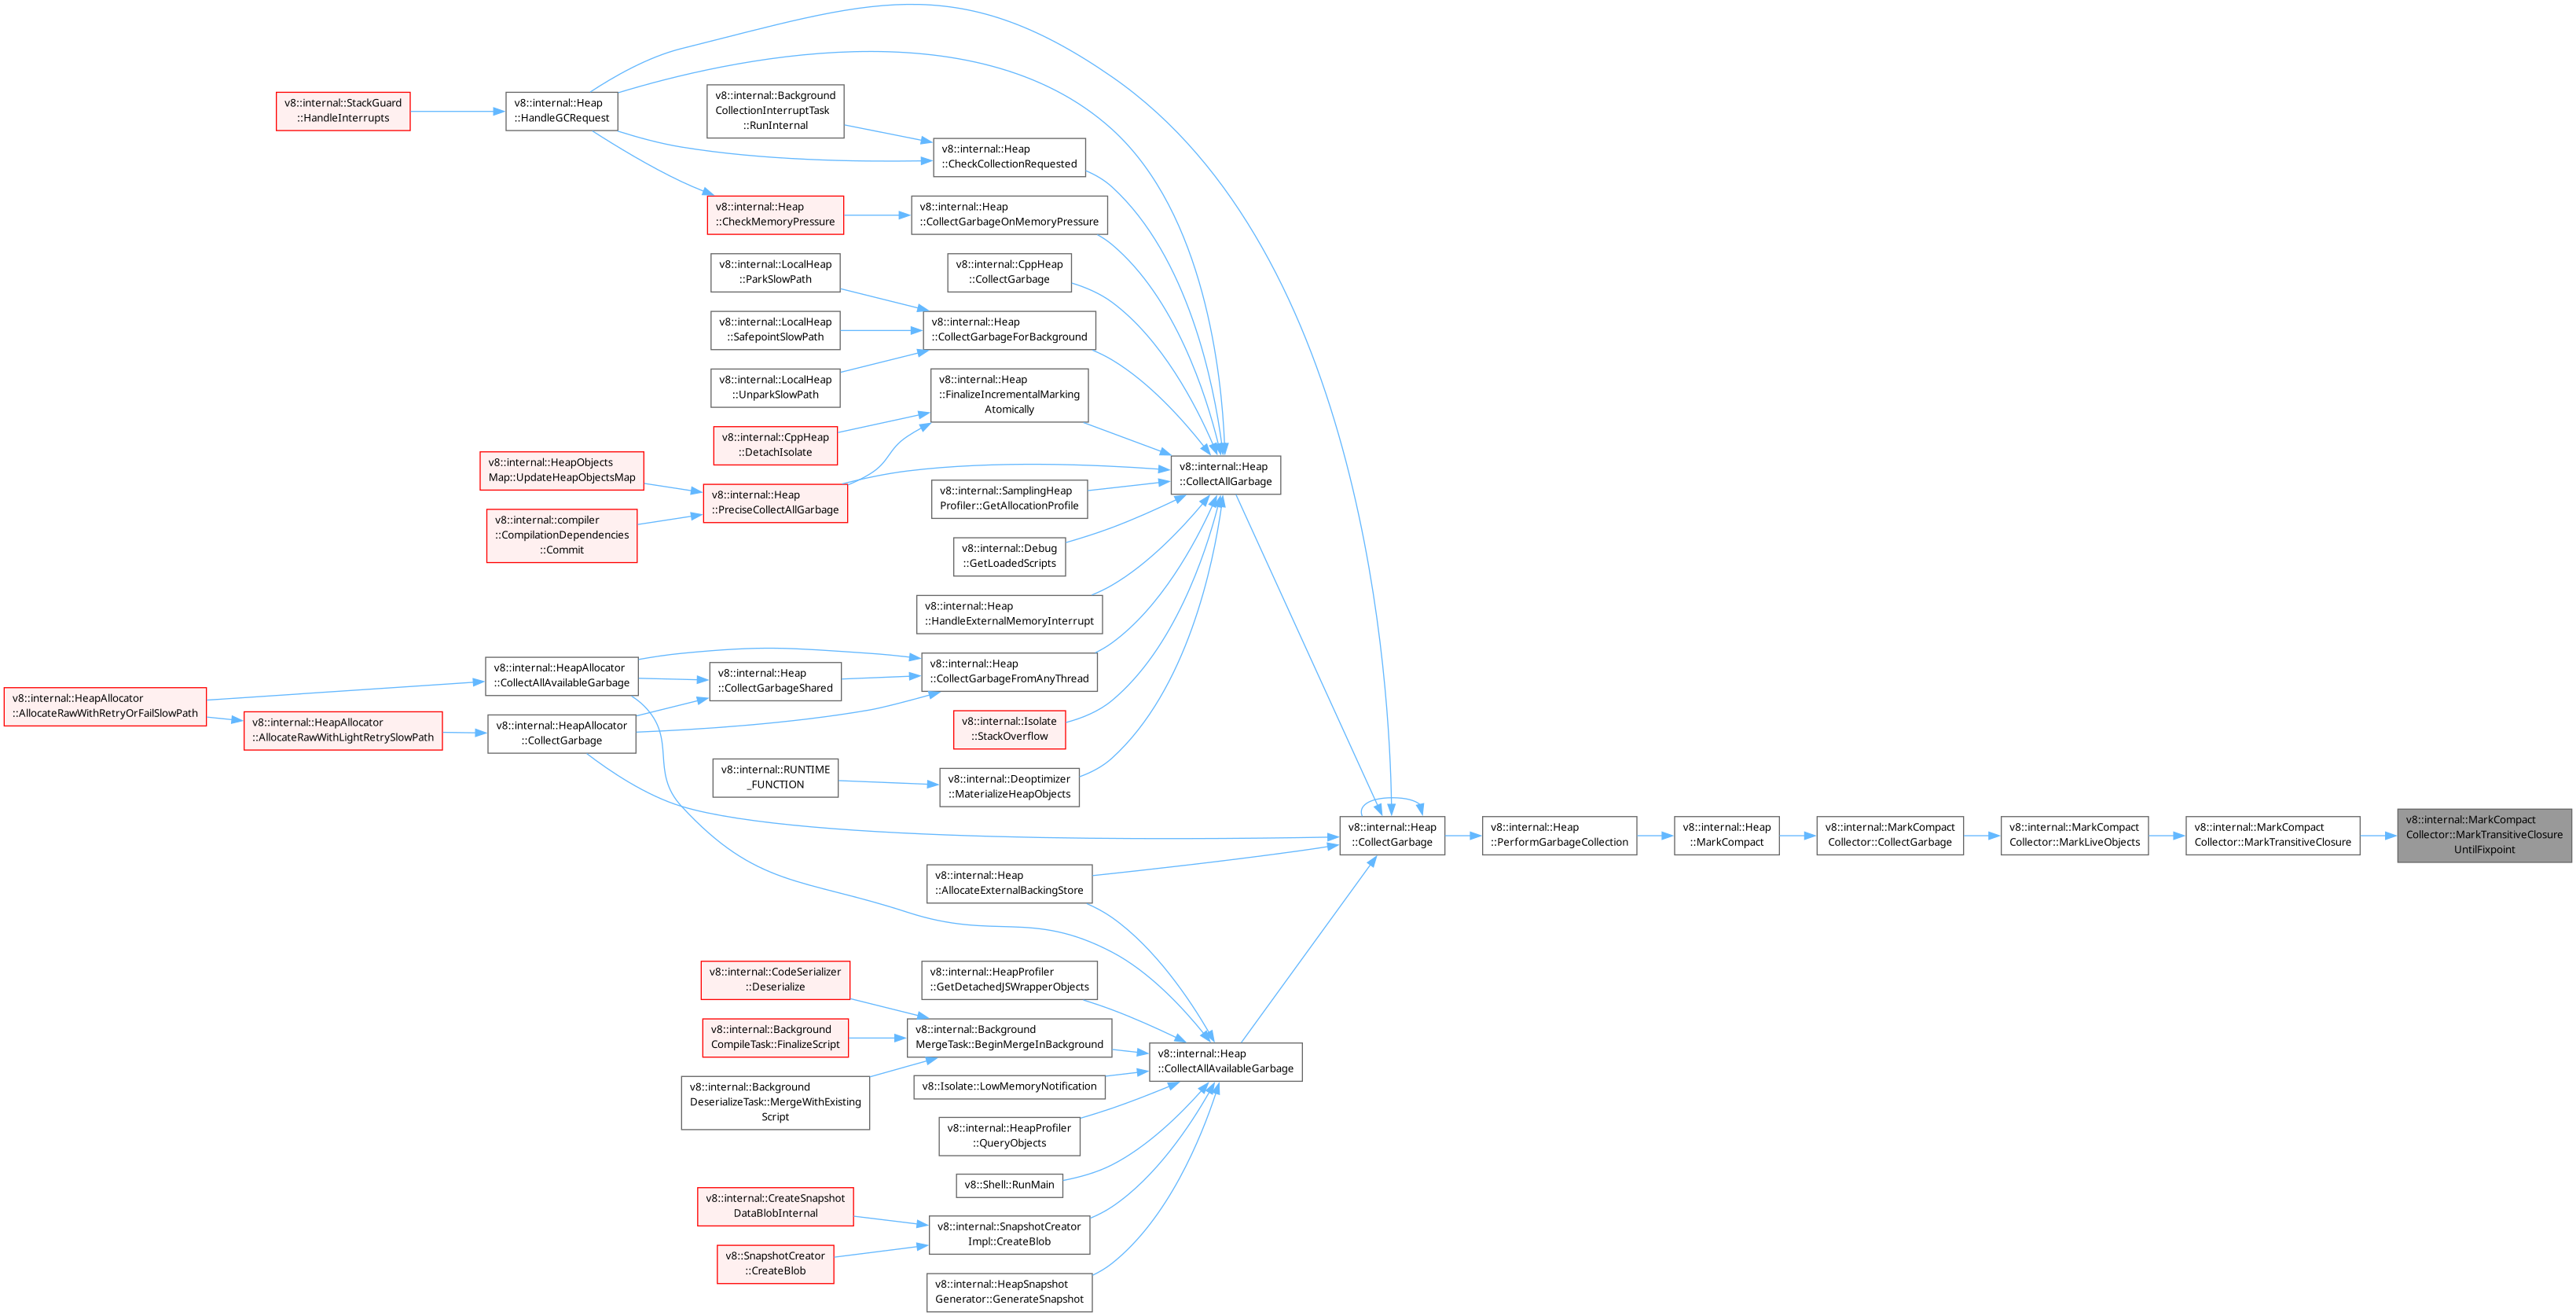 v8::internal::StackGuard
::HandleInterrupts
v8::internal::Heap
::HandleGCRequest
v8::internal::Background
CollectionInterruptTask
::RunInternal
v8::internal::Heap
::CheckCollectionRequested
v8::internal::Heap
::CheckMemoryPressure
v8::internal::Heap
::CollectGarbageOnMemoryPressure
v8::internal::LocalHeap
::ParkSlowPath
v8::internal::CppHeap
::CollectGarbage
v8::internal::LocalHeap
::SafepointSlowPath
v8::internal::Heap
::CollectGarbageForBackground
v8::internal::LocalHeap
::UnparkSlowPath
v8::internal::Heap
::FinalizeIncrementalMarking
Atomically
v8::internal::CppHeap
::DetachIsolate
v8::internal::HeapObjects
Map::UpdateHeapObjectsMap
v8::internal::Heap
::CollectAllGarbage
v8::internal::Heap
::PreciseCollectAllGarbage
v8::internal::SamplingHeap
Profiler::GetAllocationProfile
v8::internal::compiler
::CompilationDependencies
::Commit
v8::internal::Debug
::GetLoadedScripts
v8::internal::Heap
::HandleExternalMemoryInterrupt
v8::internal::HeapAllocator
::CollectAllAvailableGarbage
v8::internal::Heap
::CollectGarbageShared
v8::internal::Heap
::CollectGarbageFromAnyThread
v8::internal::HeapAllocator
::AllocateRawWithRetryOrFailSlowPath
v8::internal::HeapAllocator
::AllocateRawWithLightRetrySlowPath
v8::internal::HeapAllocator
::CollectGarbage
v8::internal::Isolate
::StackOverflow
v8::internal::RUNTIME
_FUNCTION
v8::internal::Deoptimizer
::MaterializeHeapObjects
v8::internal::Heap
::CollectGarbage
v8::internal::Heap
::PerformGarbageCollection
v8::internal::Heap
::MarkCompact
v8::internal::MarkCompact
Collector::CollectGarbage
v8::internal::MarkCompact
Collector::MarkLiveObjects
v8::internal::MarkCompact
Collector::MarkTransitiveClosure
v8::internal::MarkCompact
Collector::MarkTransitiveClosure
UntilFixpoint
v8::internal::Heap
::AllocateExternalBackingStore
v8::internal::CodeSerializer
::Deserialize
v8::internal::HeapProfiler
::GetDetachedJSWrapperObjects
v8::internal::Background
CompileTask::FinalizeScript
v8::internal::Background
MergeTask::BeginMergeInBackground
v8::internal::Heap
::CollectAllAvailableGarbage
v8::internal::Background
DeserializeTask::MergeWithExisting
Script
v8::Isolate::LowMemoryNotification
v8::internal::HeapProfiler
::QueryObjects
v8::Shell::RunMain
v8::internal::CreateSnapshot
DataBlobInternal
v8::internal::SnapshotCreator
Impl::CreateBlob
v8::SnapshotCreator
::CreateBlob
v8::internal::HeapSnapshot
Generator::GenerateSnapshot